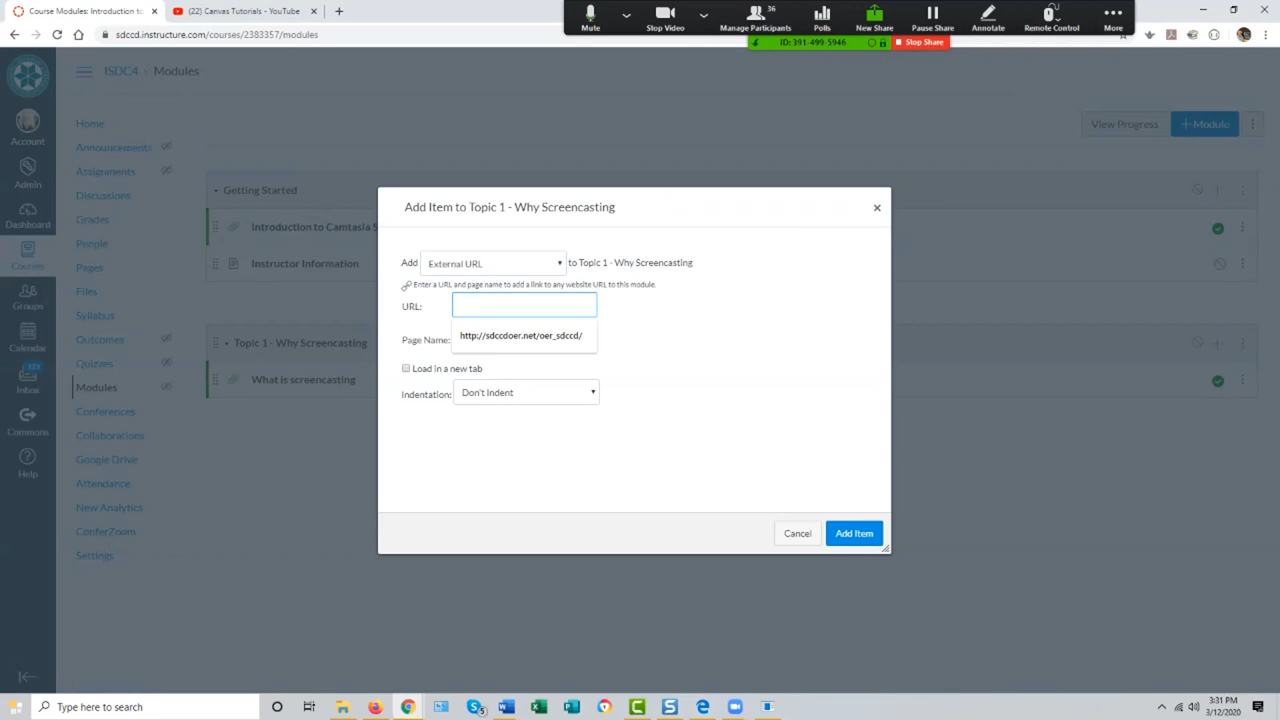 Course Modules: Introduction to
(22) Canvas Tutorials - YouTube
sdccd.instructure.com/courses/2383357/modules
Mute
Stop Video
Manage Participants
36
Polls
New Share
Pause Share
Annotate
Remote Control
More
ID: 391-499-5946
Stop Share
ISDC4
Modules
Account
Admin
Dashboard
Courses
Groups
Calendar
323
Inbox
Commons
Help
Home
Announcements
Assignments
Discussions
Grades
People
Pages
Files
Syllabus
Outcomes
Quizzes
Modules
Conferences
Collaborations
Google Drive
Attendance
New Analytics
ConferZoom
Settings
View Progress
+ Module
Getting Started
Introduction to Camtasia S
Instructor Information
Topic 1 - Why Screencasting
What is screencasting
Add Item to Topic 1 - Why Screencasting
Add External URL to Topic 1 - Why Screencasting
Enter a URL and page name to add a link to any website URL to this module.
URL:
http://sdccdoer.net/oer_sdccd/
Page Name:
Load in a new tab
Indentation: Don't Indent
Cancel
Add Item
Type here to search
5
3:31 PM
3/12/2020